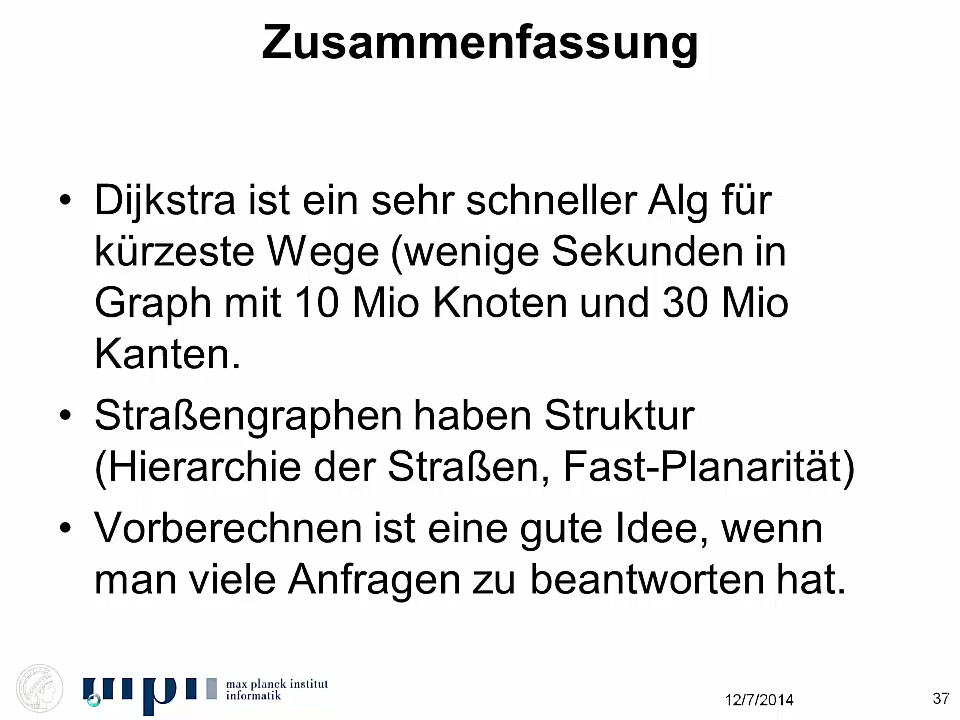 Zusammenfassung
• Dijkstra ist ein sehr schneller Alg für
kürzeste Wege (wenige Sekunden in
Graph mit 10 Mio Knoten und 30 Mio
Kanten.
• Straßengraphen haben Struktur
(Hierarchie der Straßen, Fast-Planarität)
• Vorberechnen ist eine gute Idee, wenn
man viele Anfragen zu beantworten hat.
max planck institut
informatik
12/7/2014
37